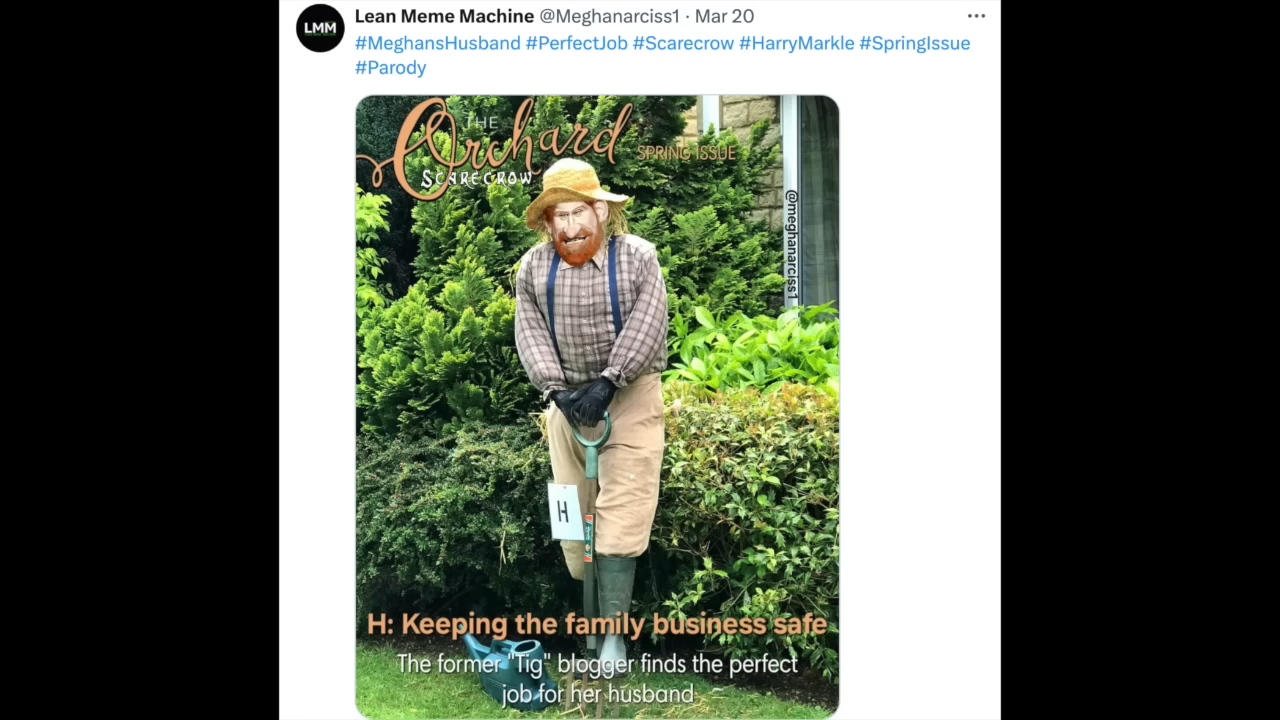 LMM
Lean Meme Machine @Meghanarciss1 · Mar 20
#MeghansHusband #PerfectJob #Scarecrow #HarryMarkle #SpringIssue
#Parody
THE
Orchard
SPRING ISSUE
SCARECROW
@meghanarciss1
H
H: Keeping the family business safe
The former "Tig" blogger finds the perfect
job for her husband